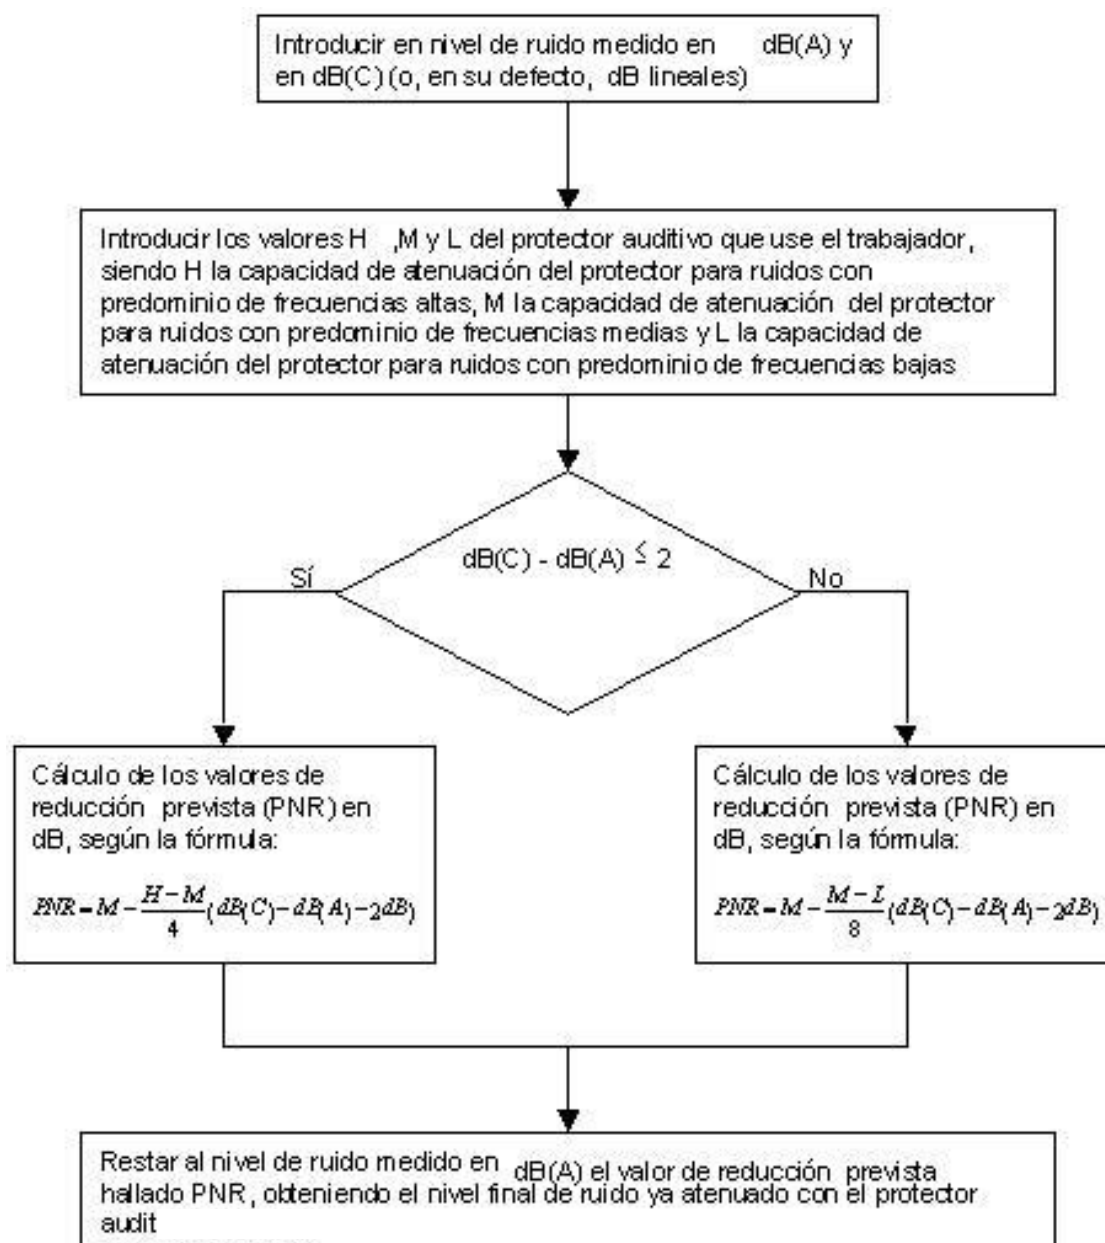 Introducir en nivel de ruido medido en dB(A) y
en dB(C) (o, en su defecto, dB lineales)
Introducir los valores H ,M y L del protector auditivo que use el trabajador,
siendo H la capacidad de atenuación del protector para ruidos con
predominio de frecuencias altas, M la capacidad de atenuación del protector
para ruidos con predominio de frecuencias medias y L la capacidad de
atenuación del protector para ruidos con predominio de frecuencias bajas
dB(C) - dB(A) ≤ 2
Sí
No
Cálculo de los valores de
reducción prevista (PNR) en
dB, según la fórmula:
PNR = M - \frac{H-M}{4}(dB(C)-dB(A)-2dB)
Cálculo de los valores de
reducción prevista (PNR) en
dB, según la fórmula:
PNR = M - \frac{M-L}{8}(dB(C)-dB(A)-2dB)
Restar al nivel de ruido medido en dB(A) el valor de reducción prevista
hallado PNR, obteniendo el nivel final de ruido ya atenuado con el protector
audit